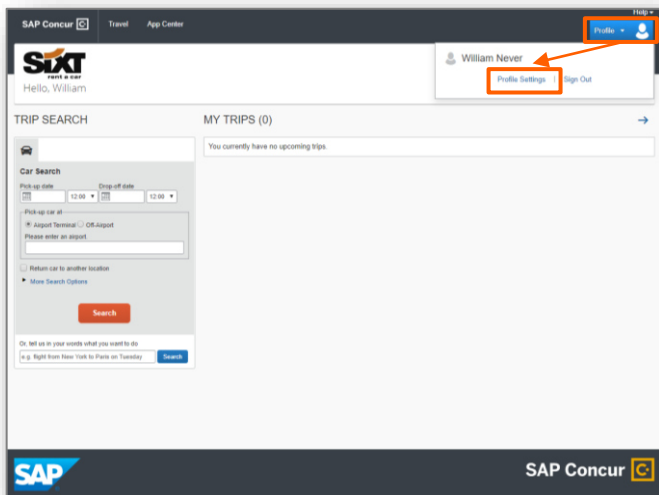 Help
SAP Concur C Travel App Center
Profile
SIXT
rent a car
Hello, William
William Never
Profile Settings | Sign Out
TRIP SEARCH
MY TRIPS (0)
You currently have no upcoming trips.
Car Search
Pick-up date Drop-off date
12:00 12:00
Pick-up car at
Airport Terminal Off-Airport
Please enter an airport.
Return car to another location
More Search Options
Search
Or, tell us in your words what you want to do
e.g. flight from New York to Paris on Tuesday Search
SAP
SAP Concur C